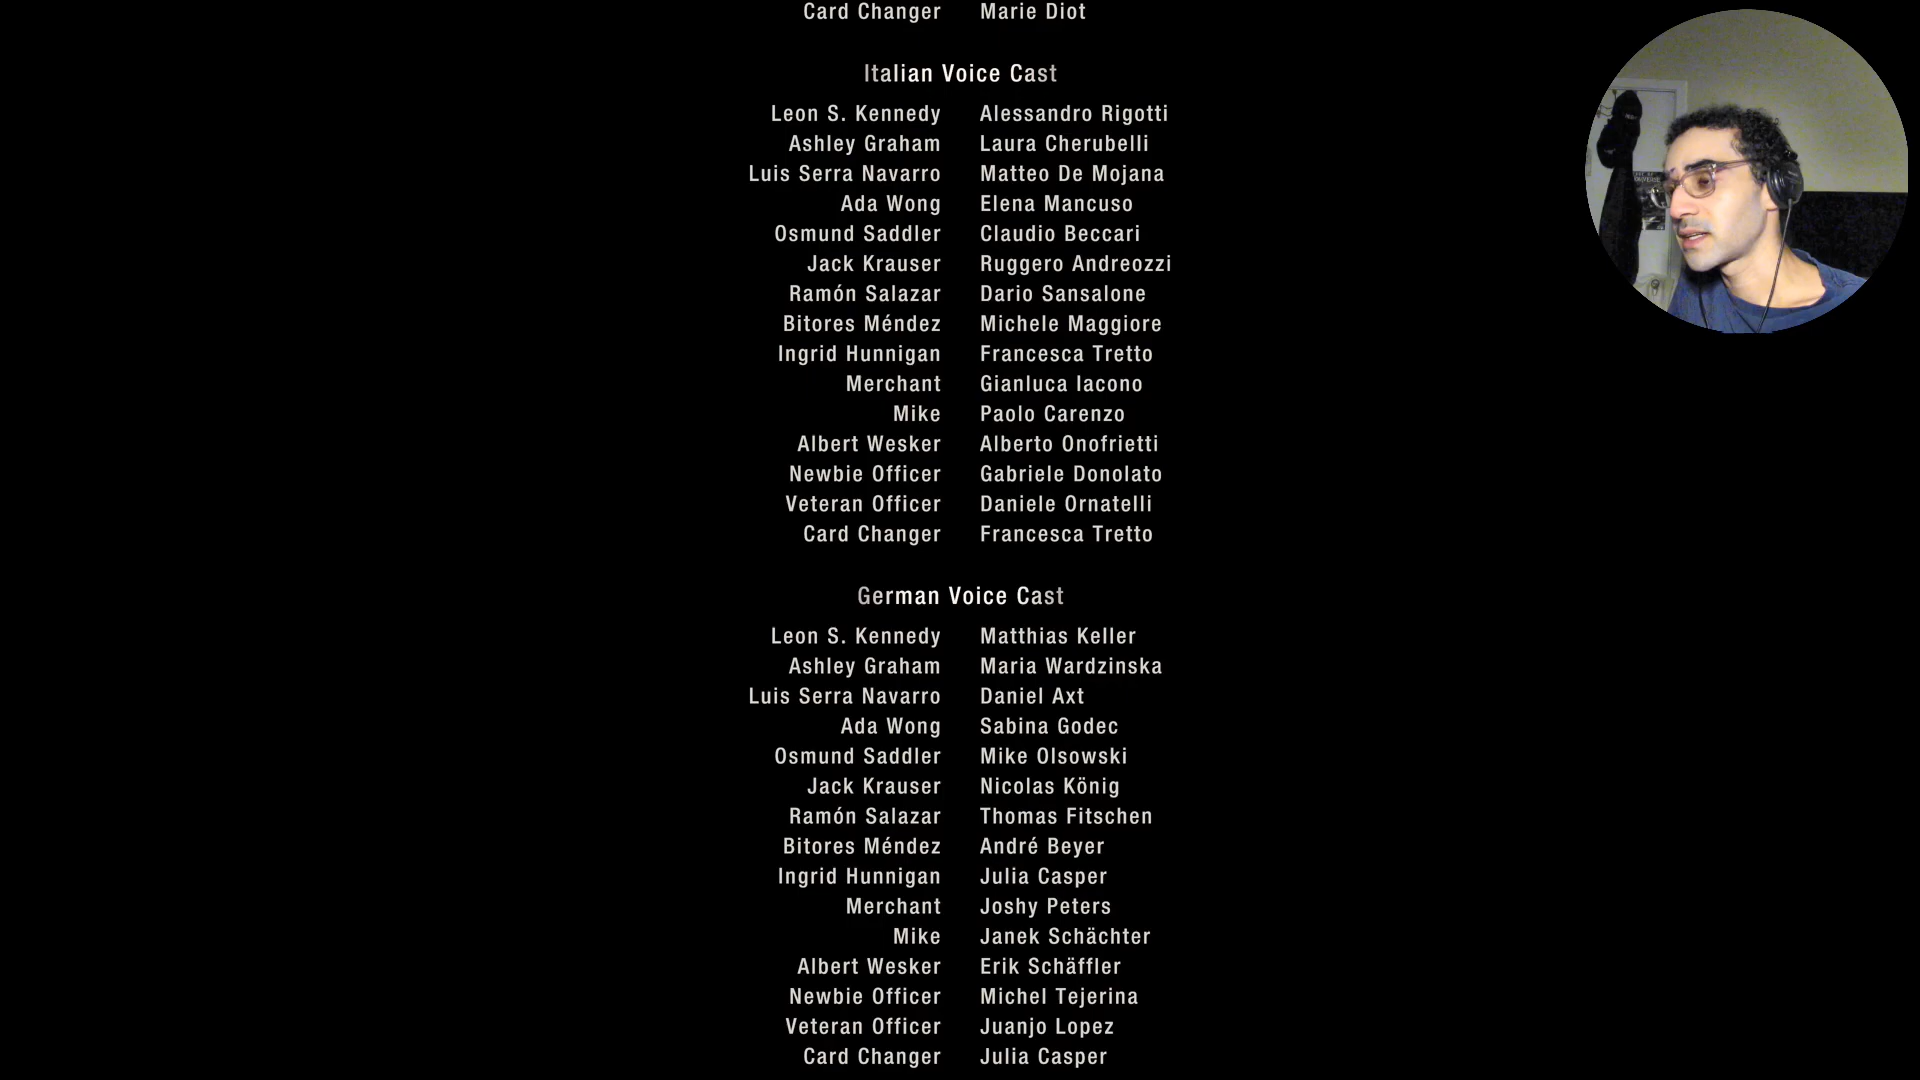 Card Changer Marie Diot
Italian Voice Cast
Leon S. Kennedy Alessandro Rigotti
Ashley Graham Laura Cherubelli
Luis Serra Navarro Matteo De Mojana
Ada Wong Elena Mancuso
Osmund Saddler Claudio Beccari
Jack Krauser Ruggero Andreozzi
Ramón Salazar Dario Sansalone
Bitores Méndez Michele Maggiore
Ingrid Hunnigan Francesca Tretto
Merchant Gianluca Iacono
Mike Paolo Carenzo
Albert Wesker Alberto Onofrietti
Newbie Officer Gabriele Donolato
Veteran Officer Daniele Ornatelli
Card Changer Francesca Tretto
German Voice Cast
Leon S. Kennedy Matthias Keller
Ashley Graham Maria Wardzinska
Luis Serra Navarro Daniel Axt
Ada Wong Sabina Godec
Osmund Saddler Mike Olsowski
Jack Krauser Nicolas König
Ramón Salazar Thomas Fitschen
Bitores Méndez André Beyer
Ingrid Hunnigan Julia Casper
Merchant Joshy Peters
Mike Janek Schächter
Albert Wesker Erik Schäffler
Newbie Officer Michel Tejerina
Veteran Officer Juanjo Lopez
Card Changer Julia Casper